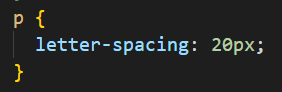 p {
  letter-spacing: 20px;
}